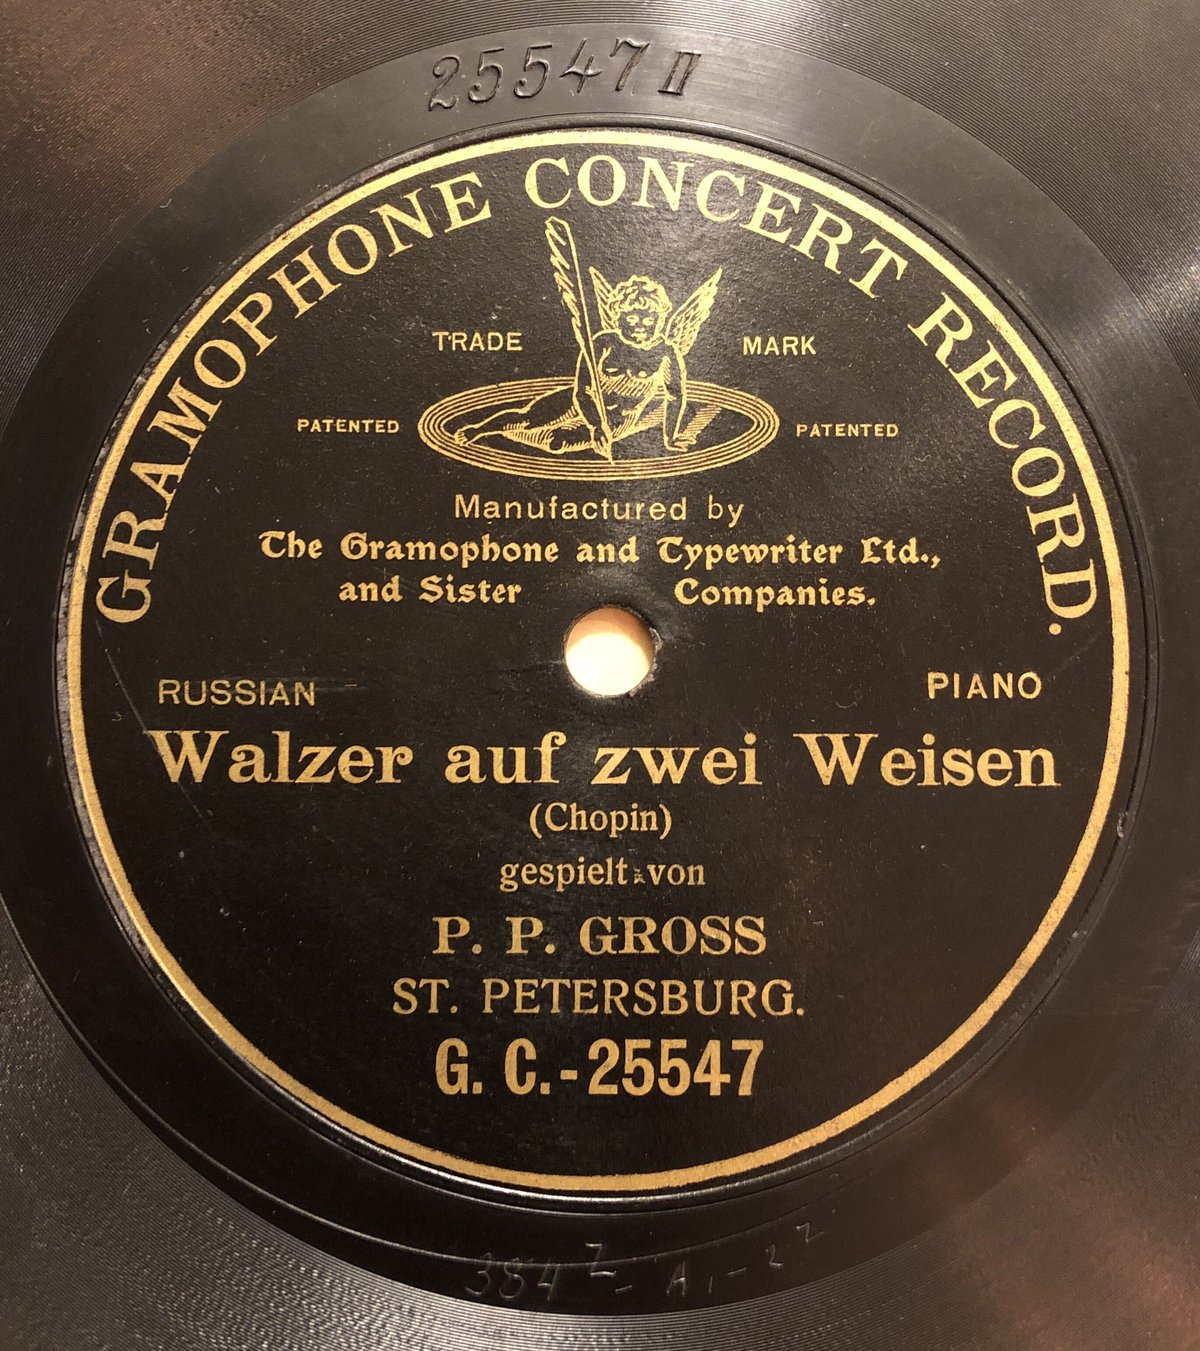 25547 II
GRAMOPHONE CONCERT RECORD.
TRADE MARK
PATENTED PATENTED
Manufactured by
The Gramophone and Typewriter Ltd.,
and Sister Companies.
RUSSIAN PIANO
Walzer auf zwei Weisen
(Chopin)
gespielt von
P. P. GROSS
ST. PETERSBURG.
G. C.-25547
384